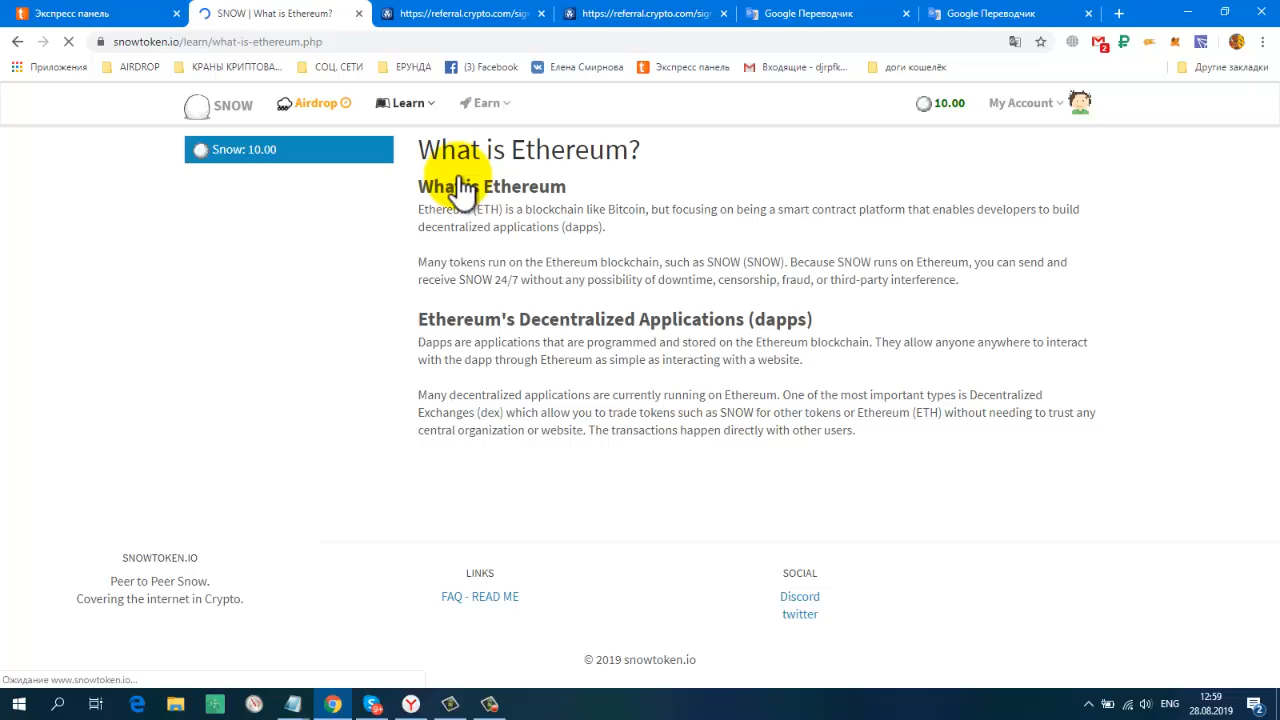 Экспресс панель
SNOW | What is Ethereum?
https://referral.crypto.com/sig
https://referral.crypto.com/sig
Google Переводчик
Google Переводчик
snowtoken.io/learn/what-is-ethereum.php
2
Приложения
AIRDROP
КРАНЫ КРИПТОВА...
СОЦ. СЕТИ
ЕРУНДА
(3) Facebook
Елена Смирнова
Экспресс панель
Входящие - djrpfk...
доги кошелёк
Другие закладки
SNOW
Airdrop
Learn
Earn
10.00
My Account
Snow: 10.00
What is Ethereum?
What is Ethereum
Ethereum (ETH) is a blockchain like Bitcoin, but focusing on being a smart contract platform that enables developers to build
decentralized applications (dapps).
Many tokens run on the Ethereum blockchain, such as SNOW (SNOW). Because SNOW runs on Ethereum, you can send and
receive SNOW 24/7 without any possibility of downtime, censorship, fraud, or third-party interference.
Ethereum's Decentralized Applications (dapps)
Dapps are applications that are programmed and stored on the Ethereum blockchain. They allow anyone anywhere to interact
with the dapp through Ethereum as simple as interacting with a website.
Many decentralized applications are currently running on Ethereum. One of the most important types is Decentralized
Exchanges (dex) which allow you to trade tokens such as SNOW for other tokens or Ethereum (ETH) without needing to trust any
central organization or website. The transactions happen directly with other users.
SNOWTOKEN.IO
Peer to Peer Snow.
Covering the internet in Crypto.
LINKS
FAQ - READ ME
SOCIAL
Discord
twitter
© 2019 snowtoken.io
Ожидание www.snowtoken.io...
ENG
12:59
28.08.2019
2